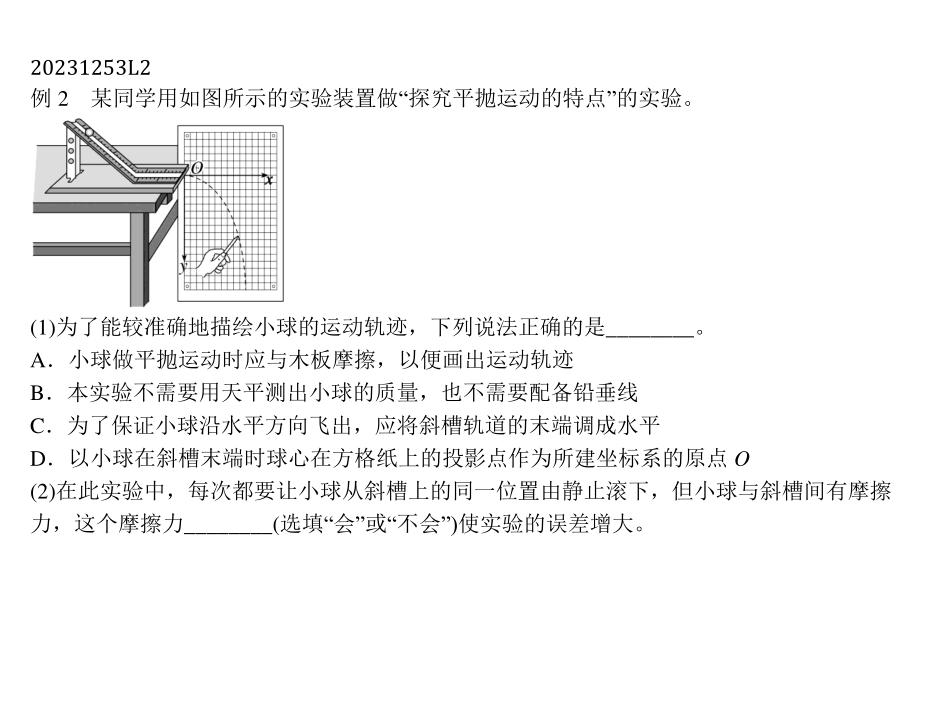 20231253L2
例 2　某同学用如图所示的实验装置做“探究平抛运动的特点”的实验。
O
x
y
(1)为了能较准确地描绘小球的运动轨迹，下列说法正确的是________。
A．小球做平抛运动时应与木板摩擦，以便画出运动轨迹
B．本实验不需要用天平测出小球的质量，也不需要配备铅垂线
C．为了保证小球沿水平方向飞出，应将斜槽轨道的末端调成水平
D．以小球在斜槽末端时球心在方格纸上的投影点作为所建坐标系的原点 O
(2)在此实验中，每次都要让小球从斜槽上的同一位置由静止滚下，但小球与斜槽间有摩擦
力，这个摩擦力________(选填“会”或“不会”)使实验的误差增大。